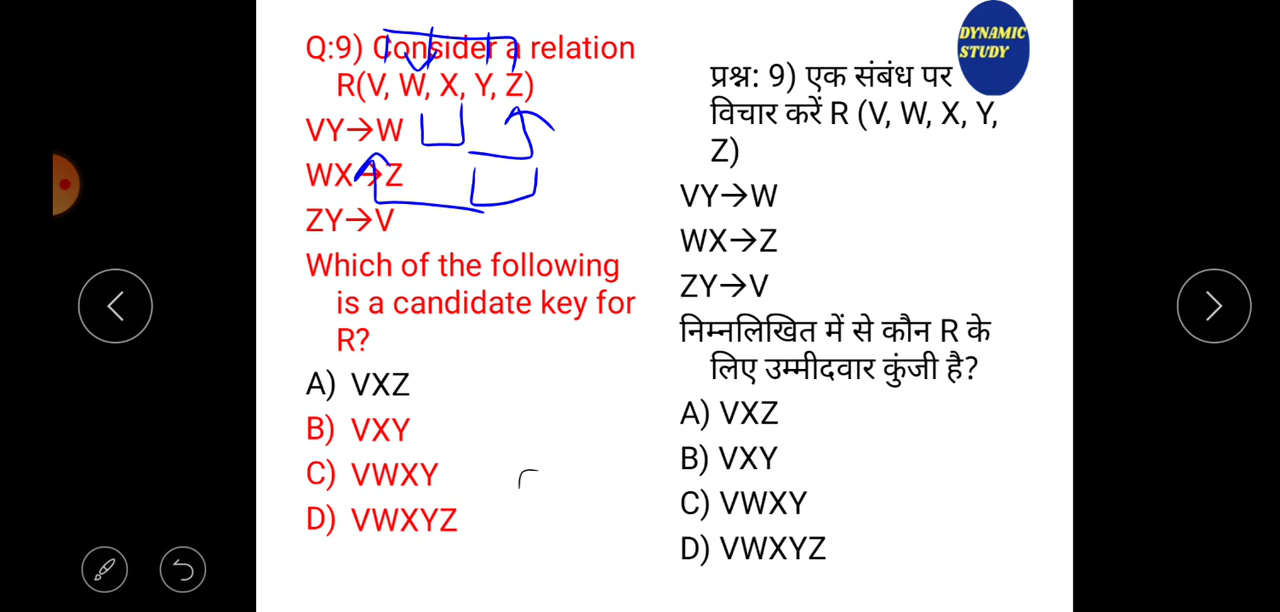 Q:9) Consider a relation
R(V, W, X, Y, Z)
VY→W
WX→Z
ZY→V
Which of the following
is a candidate key for
R?
A) VXZ
B) VXY
C) VWXY
D) VWXYZ
DYNAMIC
STUDY
प्रश्न: 9) एक संबंध पर
विचार करें R (V, W, X, Y,
Z)
VY→W
WX→Z
ZY→V
निम्नलिखित में से कौन R के
लिए उम्मीदवार कुंजी है?
A) VXZ
B) VXY
C) VWXY
D) VWXYZ